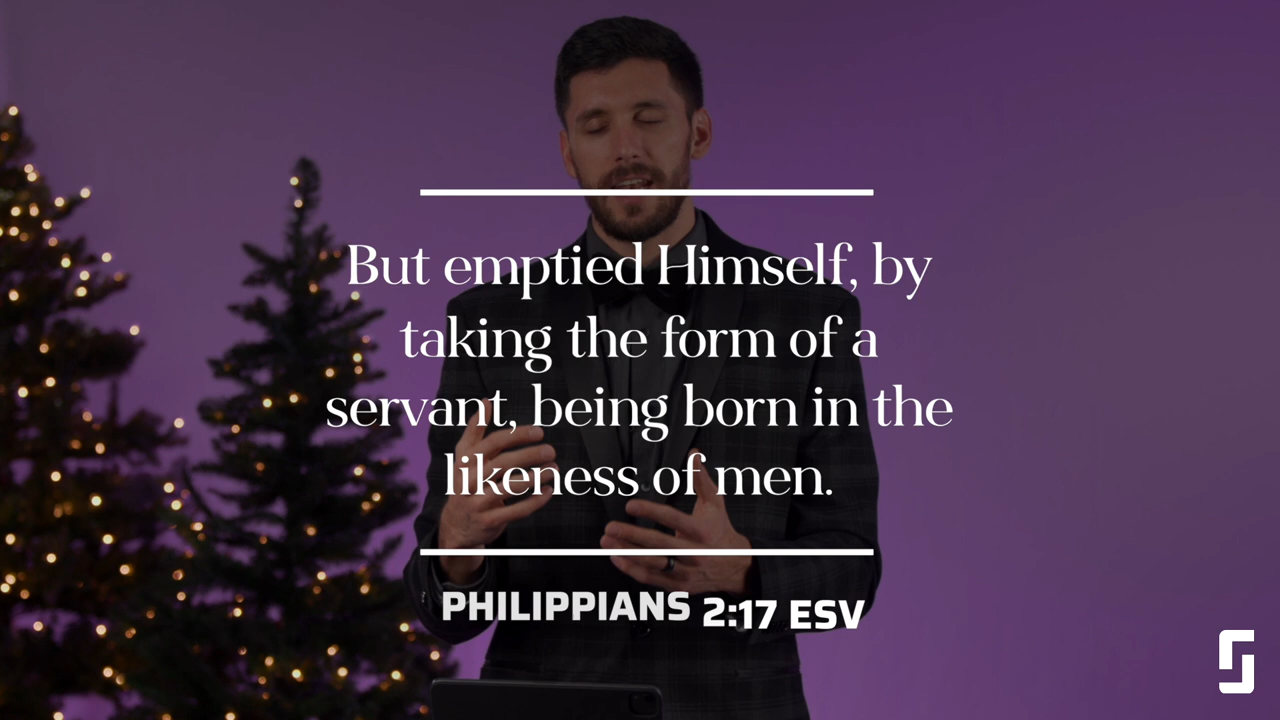 But emptied Himself, by
taking the form of a
servant, being born in the
likeness of men.
PHILIPPIANS 2:17 ESV